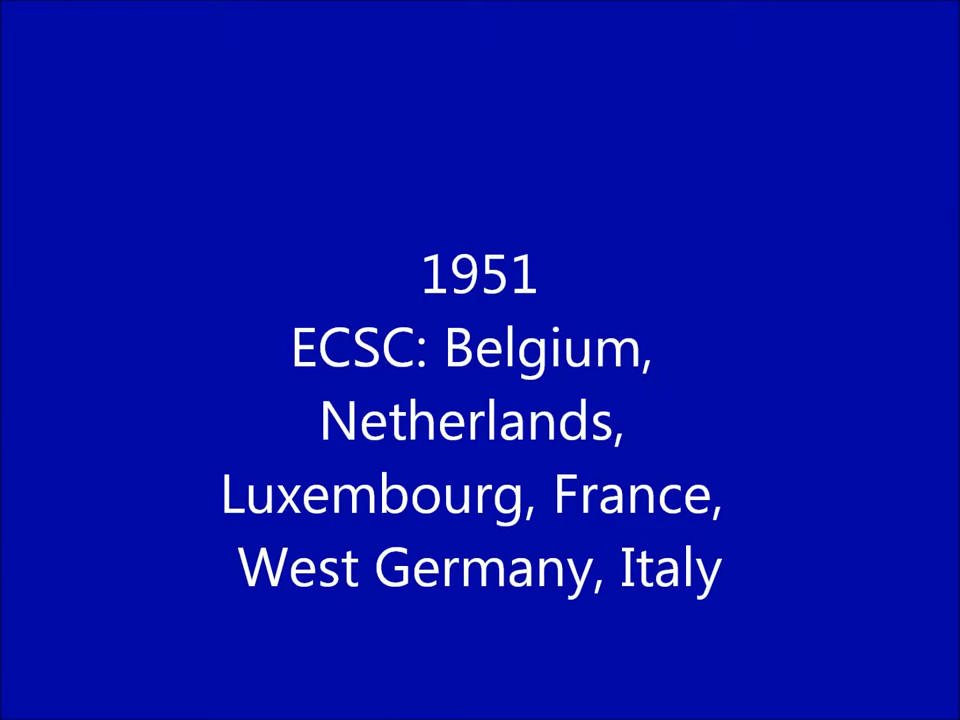 1951
ECSC: Belgium,
Netherlands,
Luxembourg, France,
West Germany, Italy